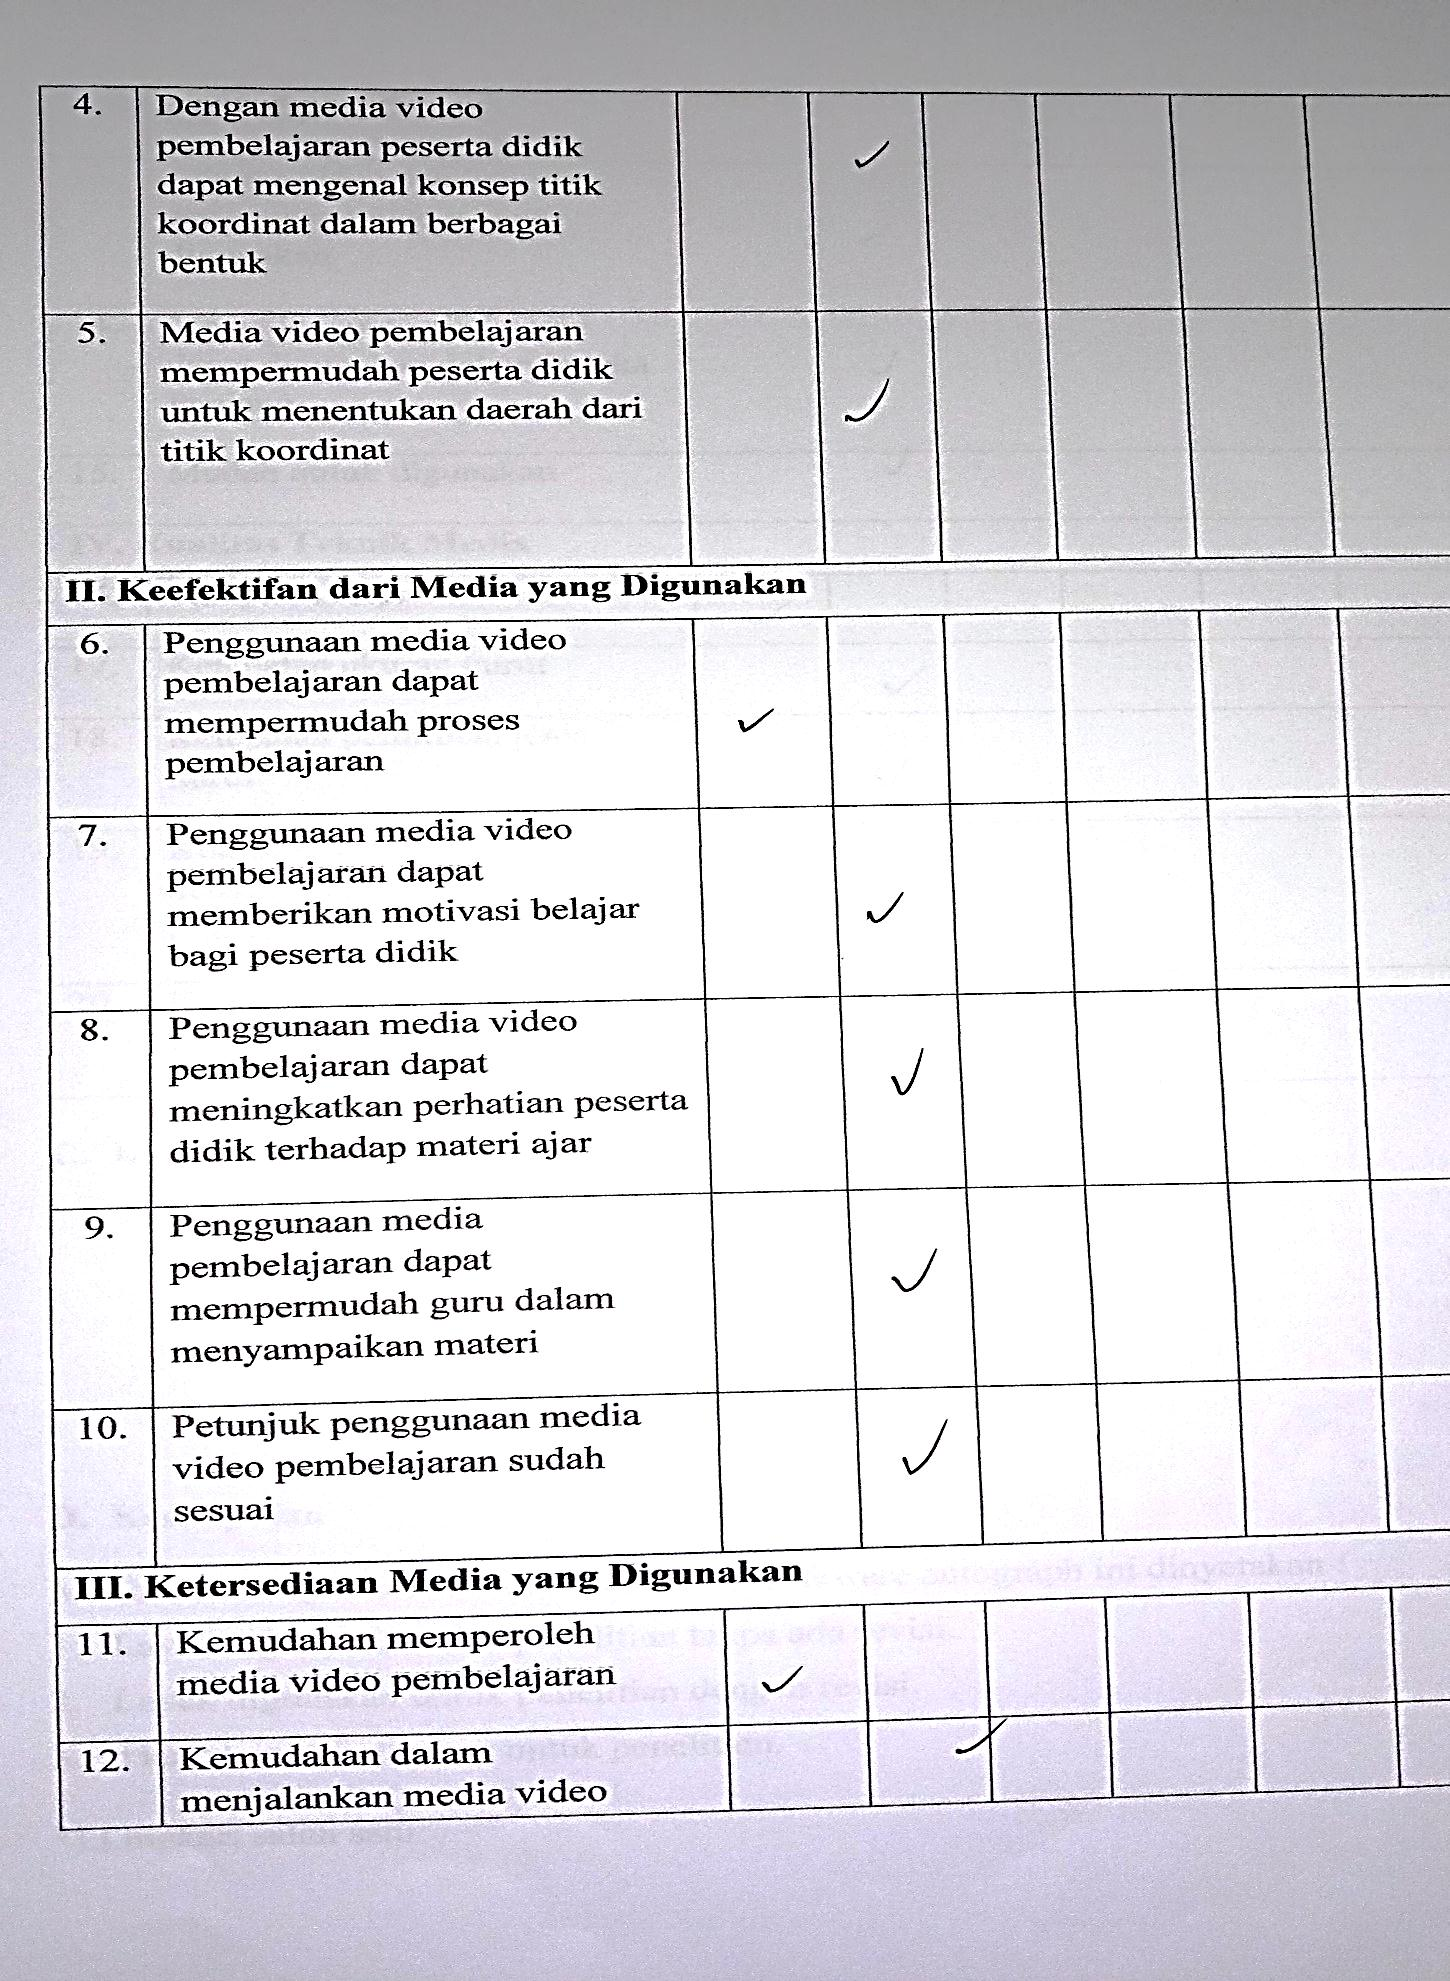 4.
Dengan media video
pembelajaran peserta didik
dapat mengenal konsep titik
koordinat dalam berbagai
bentuk
5.
Media video pembelajaran
mempermudah peserta didik
untuk menentukan daerah dari
titik koordinat
II. Keefektifan dari Media yang Digunakan
6.
Penggunaan media video
pembelajaran dapat
mempermudah proses
pembelajaran
7.
Penggunaan media video
pembelajaran dapat
memberikan motivasi belajar
bagi peserta didik
8.
Penggunaan media video
pembelajaran dapat
meningkatkan perhatian peserta
didik terhadap materi ajar
9.
Penggunaan media
pembelajaran dapat
mempermudah guru dalam
menyampaikan materi
10.
Petunjuk penggunaan media
video pembelajaran sudah
sesuai
III. Ketersediaan Media yang Digunakan
11.
Kemudahan memperoleh
media video pembelajaran
12.
Kemudahan dalam
menjalankan media video